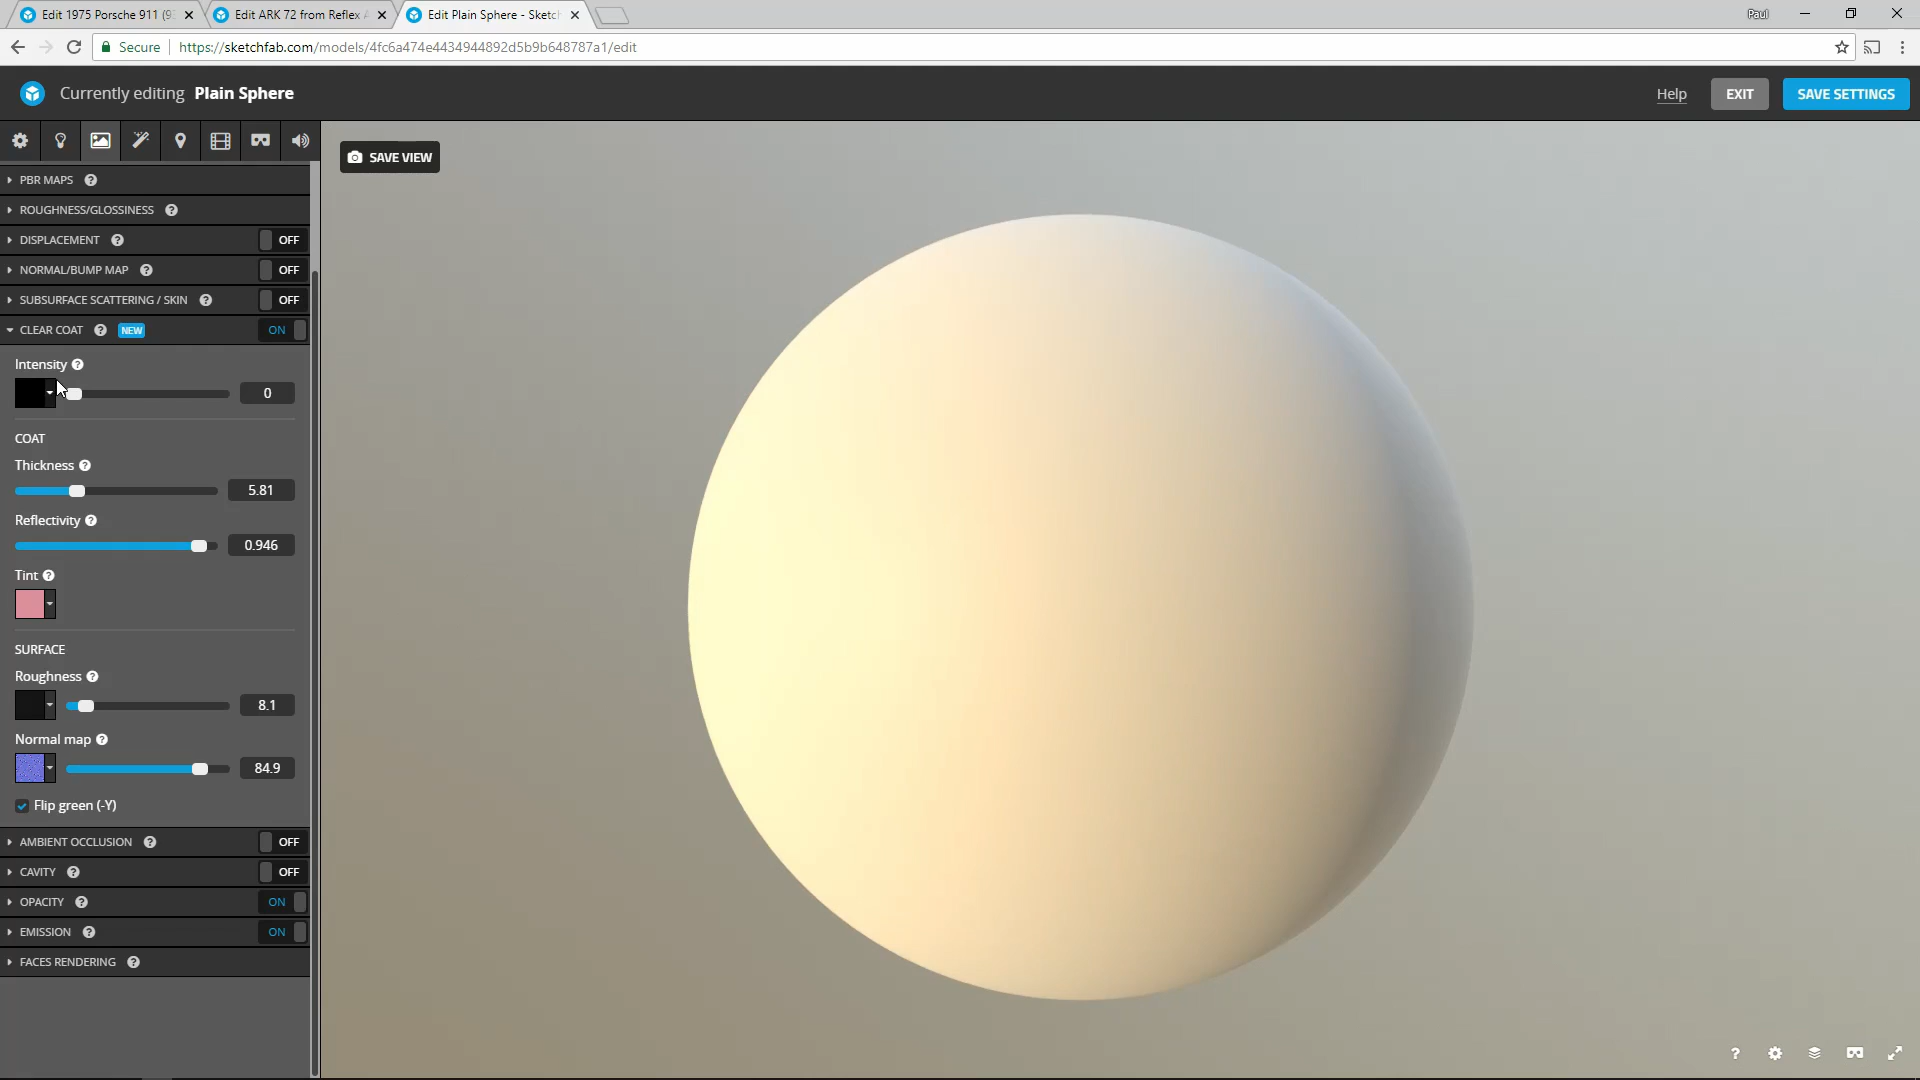 Edit 1975 Porsche 911 (9
Edit ARK 72 from Reflex
Edit Plain Sphere - Sketch
Paul
Secure
https://sketchfab.com/models/4fc6a474e4434944892d5b9b648787a1/edit
Currently editing Plain Sphere
Help
EXIT
SAVE SETTINGS
SAVE VIEW
PBR MAPS ?
ROUGHNESS/GLOSSINESS ?
DISPLACEMENT ? OFF
NORMAL/BUMP MAP ? OFF
SUBSURFACE SCATTERING / SKIN ? OFF
CLEAR COAT ? NEW ON
Intensity ?
0
COAT
Thickness ?
5.81
Reflectivity ?
0.946
Tint ?
SURFACE
Roughness ?
8.1
Normal map ?
84.9
Flip green (-Y)
AMBIENT OCCLUSION ? OFF
CAVITY ? OFF
OPACITY ? ON
EMISSION ? ON
FACES RENDERING ?
?